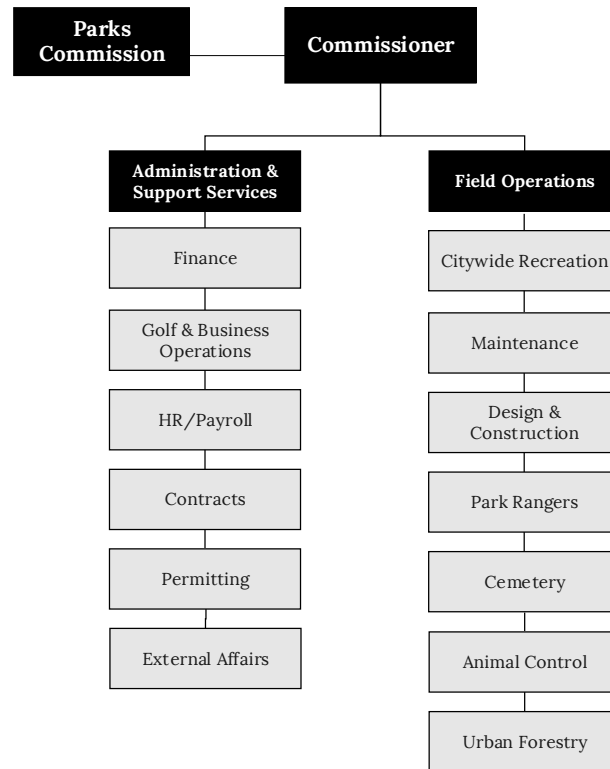 Parks
Commission
Commissioner
Administration &
Support Services
Finance
Golf & Business
Operations
HR/Payroll
Contracts
Permitting
External Affairs
Field Operations
Citywide Recreation
Maintenance
Design &
Construction
Park Rangers
Cemetery
Animal Control
Urban Forestry